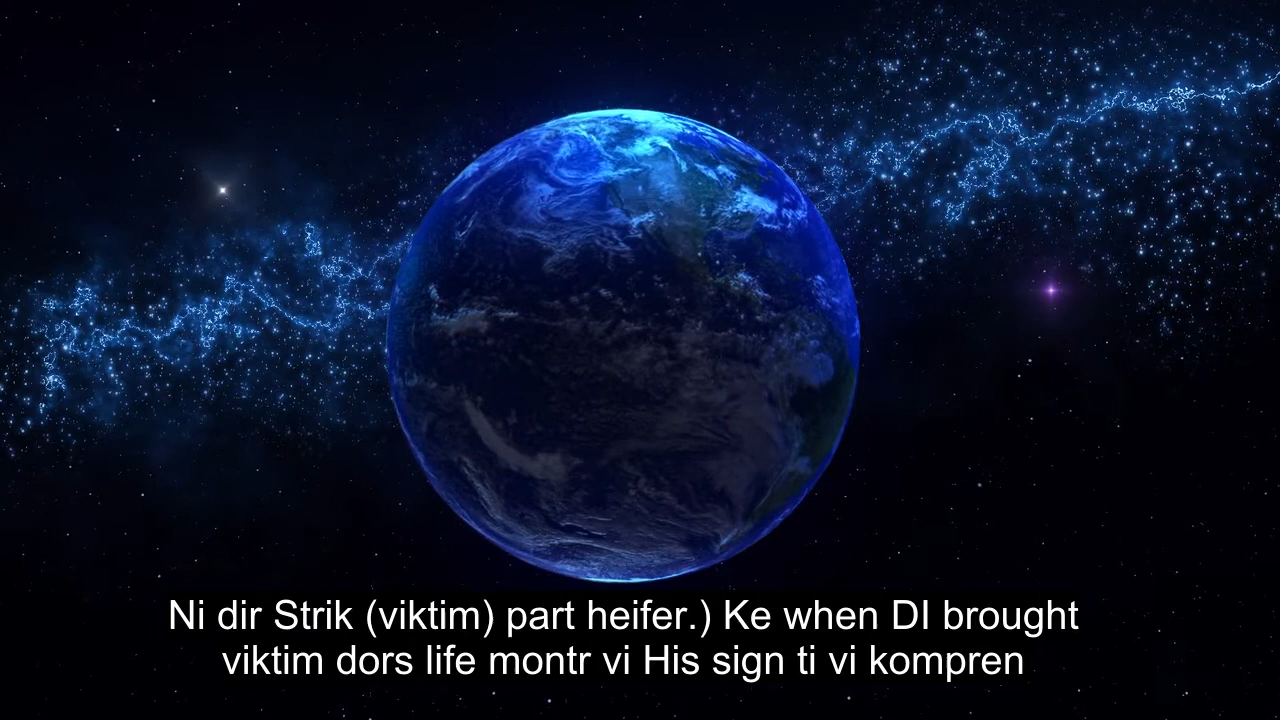 Ni dir Strik (viktim) part heifer.) Ke when DI brought
viktim dors life montr vi His sign ti vi kompren